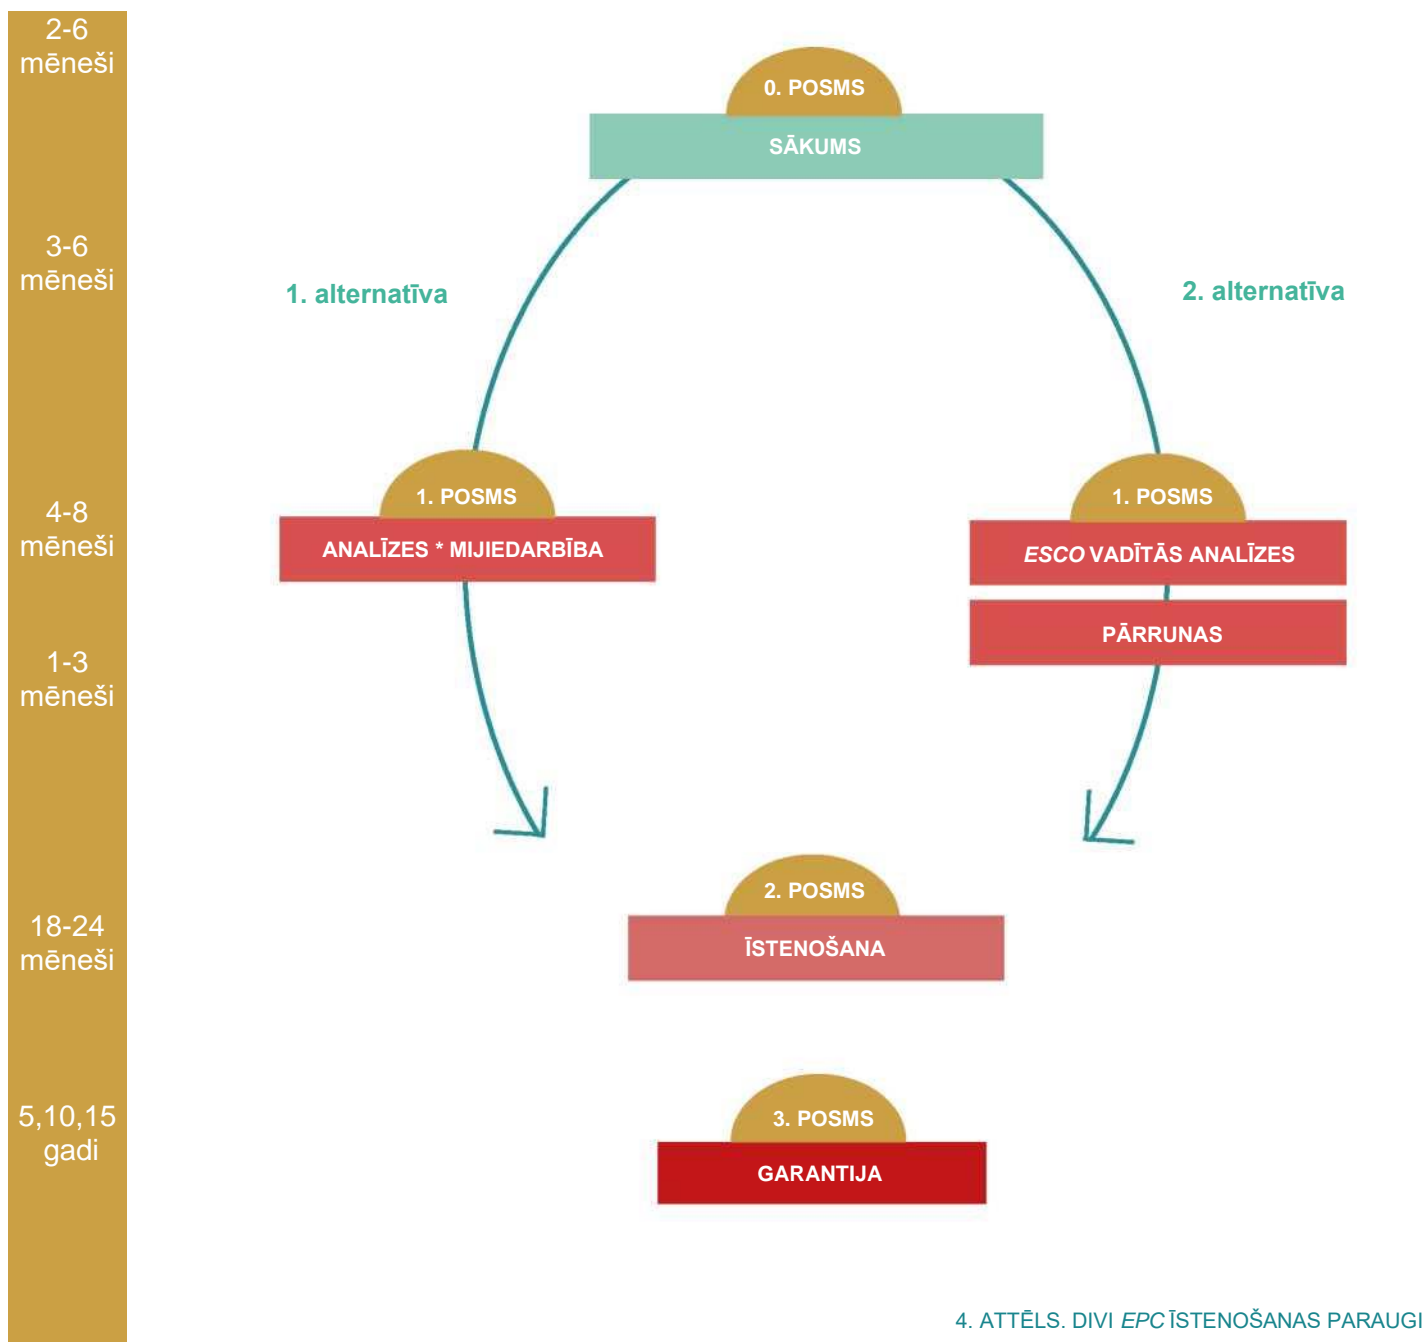 2-6
mēneši
0. POSMS
SĀKUMS
3-6
mēneši
1. alternatīva
2. alternatīva
4-8
mēneši
1. POSMS
ANALĪZES * MIJIEDARBĪBA
1. POSMS
ESCO VADĪTĀS ANALĪZES
PĀRRUNAS
1-3
mēneši
18-24
mēneši
2. POSMS
ĪSTENOŠANA
5,10,15
gadi
3. POSMS
GARANTIJA
4. ATTĒLS. DIVI EPC ĪSTENOŠANAS PARAUGI